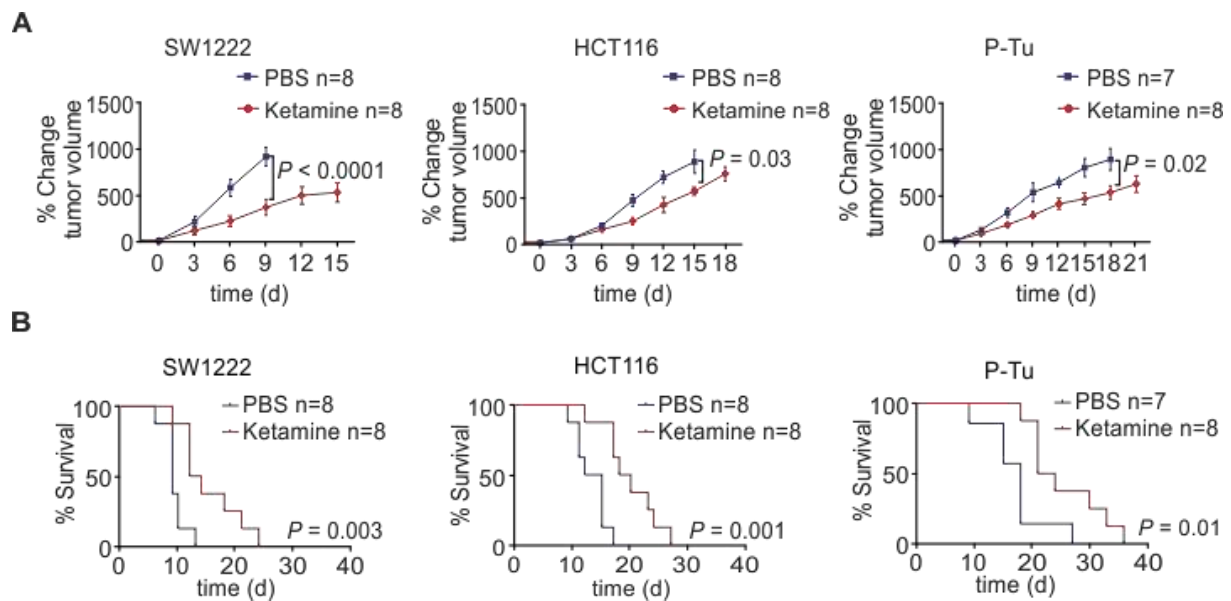 A
SW1222
PBS n=8
Ketamine n=8
% Change
tumor volume
1500
1000
500
0
P < 0.0001
0 3 6 9 12 15
time (d)
HCT116
PBS n=8
Ketamine n=8
% Change
tumor volume
1500
1000
500
0
P = 0.03
0 3 6 9 12 15 18
time (d)
P-Tu
PBS n=7
Ketamine n=8
% Change
tumor volume
1500
1000
500
0
P = 0.02
0 3 6 9 12 15 18 21
time (d)
B
SW1222
PBS n=8
Ketamine n=8
% Survival
100
50
0
P = 0.003
0 10 20 30 40
time (d)
HCT116
PBS n=8
Ketamine n=8
% Survival
100
50
0
P = 0.001
0 10 20 30 40
time (d)
P-Tu
PBS n=7
Ketamine n=8
% Survival
100
50
0
P = 0.01
0 10 20 30 40
time (d)